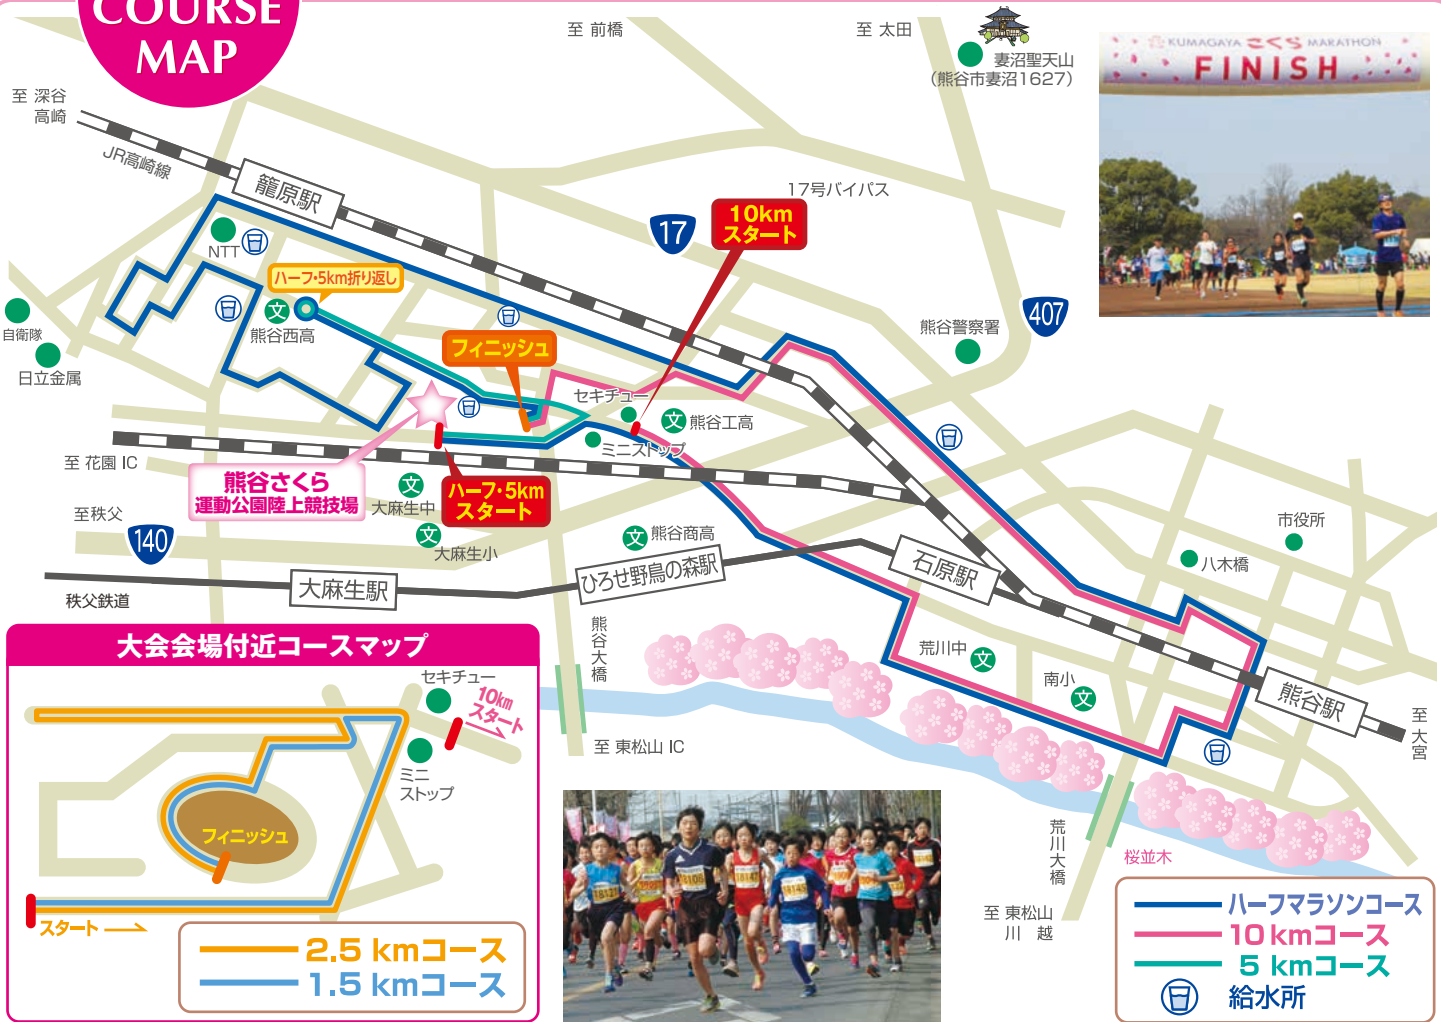 COURSE
MAP
至 前橋
至 太田
妻沼聖天山
(熊谷市妻沼1627)
KUMAGAYA さくら MARATHON
FINISH
至 深谷
高崎
JR高崎線
籠原駅
17号バイパス
17
10km
スタート
407
NTT
ハーフ・5km折り返し
熊谷西高
文
自衛隊
日立金属
フィニッシュ
熊谷警察署
セキチュー
文
熊谷工高
ミニストップ
至 花園 IC
熊谷さくら
運動公園陸上競技場
ハーフ・5km
スタート
文
大麻生中
至秩父
140
文
大麻生小
文
熊谷商高
市役所
八木橋
秩父鉄道
大麻生駅
ひろせ野鳥の森駅
石原駅
熊谷大橋
荒川中
文
南小
文
熊谷駅
至 大宮
至 東松山 IC
荒川大橋
桜並木
至 東松山
川 越
大会会場付近コースマップ
セキチュー
10km
スタート
ミニ
ストップ
フィニッシュ
スタート
2.5 kmコース
1.5 kmコース
18121
18106
18147
18145
ハーフマラソンコース
10 kmコース
5 kmコース
給水所